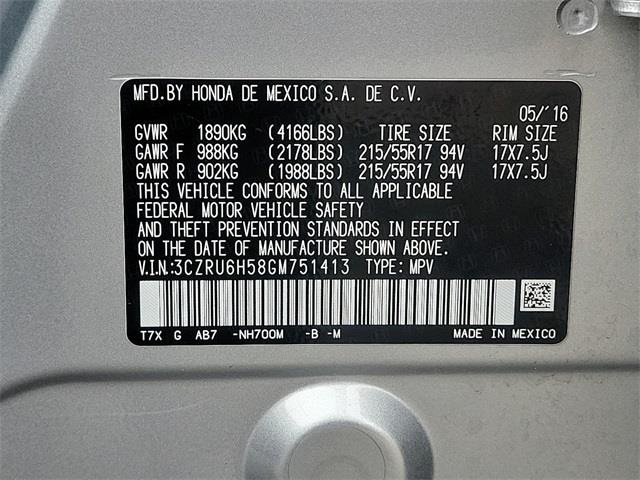 MFD.BY HONDA DE MEXICO S.A. DE C.V.
05/'16
GVWR 1890KG (4166LBS) TIRE SIZE RIM SIZE
GAWR F 988KG (2178LBS) 215/55R17 94V 17X7.5J
GAWR R 902KG (1988LBS) 215/55R17 94V 17X7.5J
THIS VEHICLE CONFORMS TO ALL APPLICABLE
FEDERAL MOTOR VEHICLE SAFETY
AND THEFT PREVENTION STANDARDS IN EFFECT
ON THE DATE OF MANUFACTURE SHOWN ABOVE.
V.I.N.:3CZRU6H58GM751413 TYPE: MPV
T7X G AB7 -NH700M -B -M MADE IN MEXICO